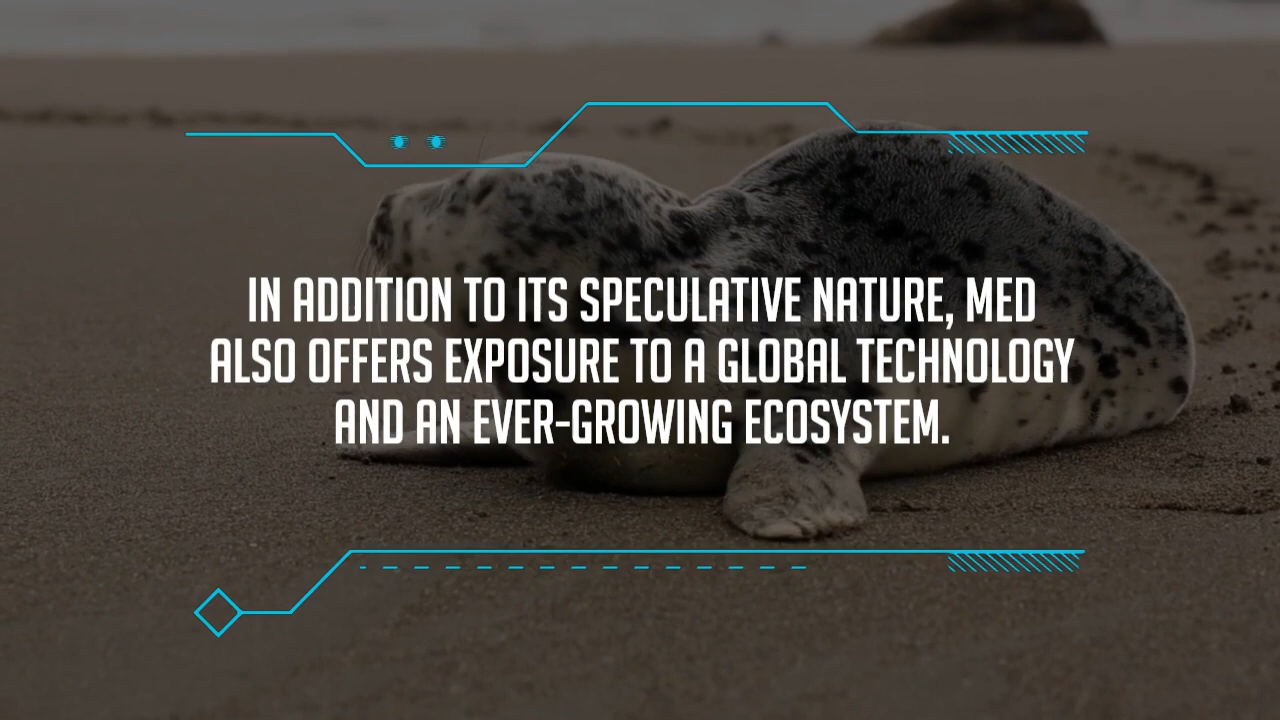 IN ADDITION TO ITS SPECULATIVE NATURE, MED
ALSO OFFERS EXPOSURE TO A GLOBAL TECHNOLOGY
AND AN EVER-GROWING ECOSYSTEM.